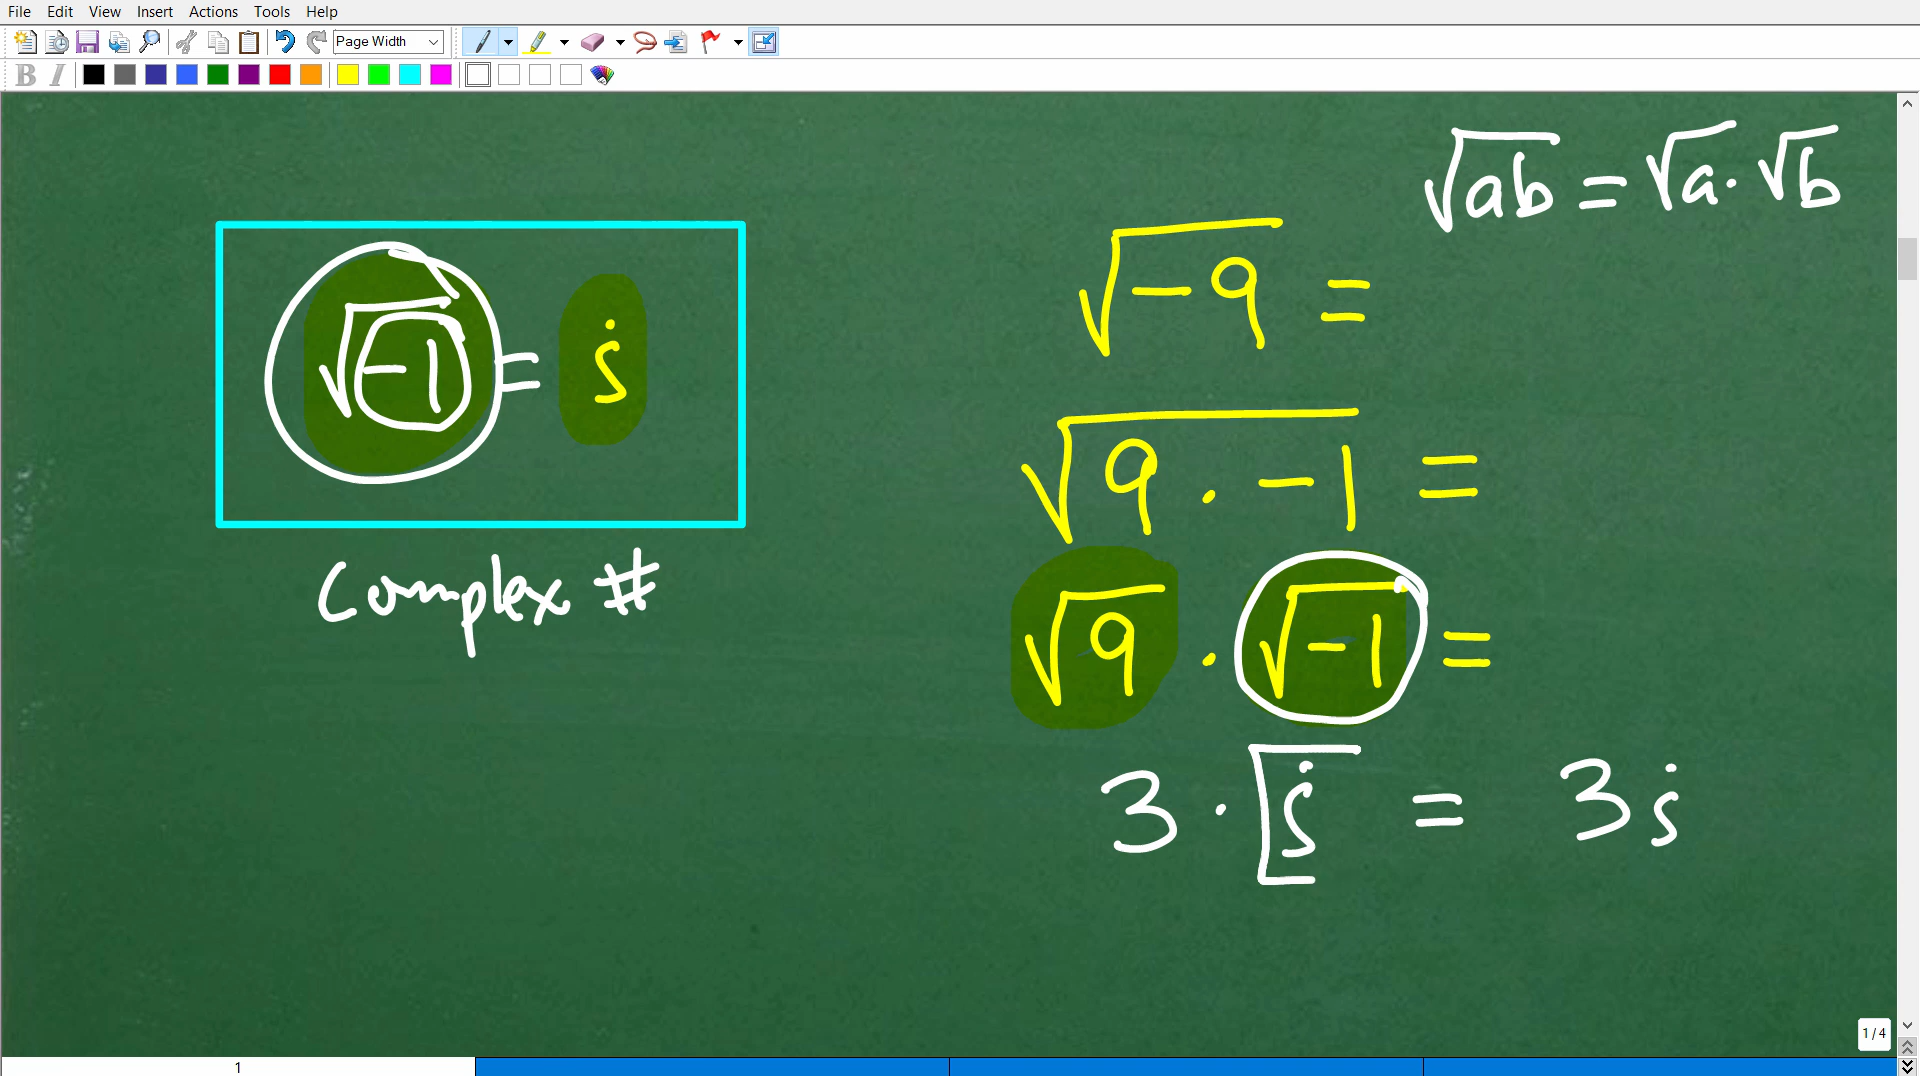 File Edit View Insert Actions Tools Help
Page Width
B I
√ab = √a · √b
√-1 = i
Complex #
√-9 =
√9 · -1 =
√9 · √-1 =
3 · i = 3i
1 / 4
1